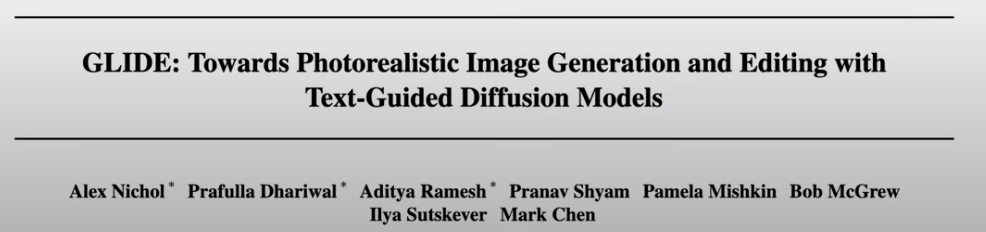 GLIDE: Towards Photorealistic Image Generation and Editing with
Text-Guided Diffusion Models
Alex Nichol* Prafulla Dhariwal* Aditya Ramesh* Pranav Shyam Pamela Mishkin Bob McGrew
Ilya Sutskever Mark Chen